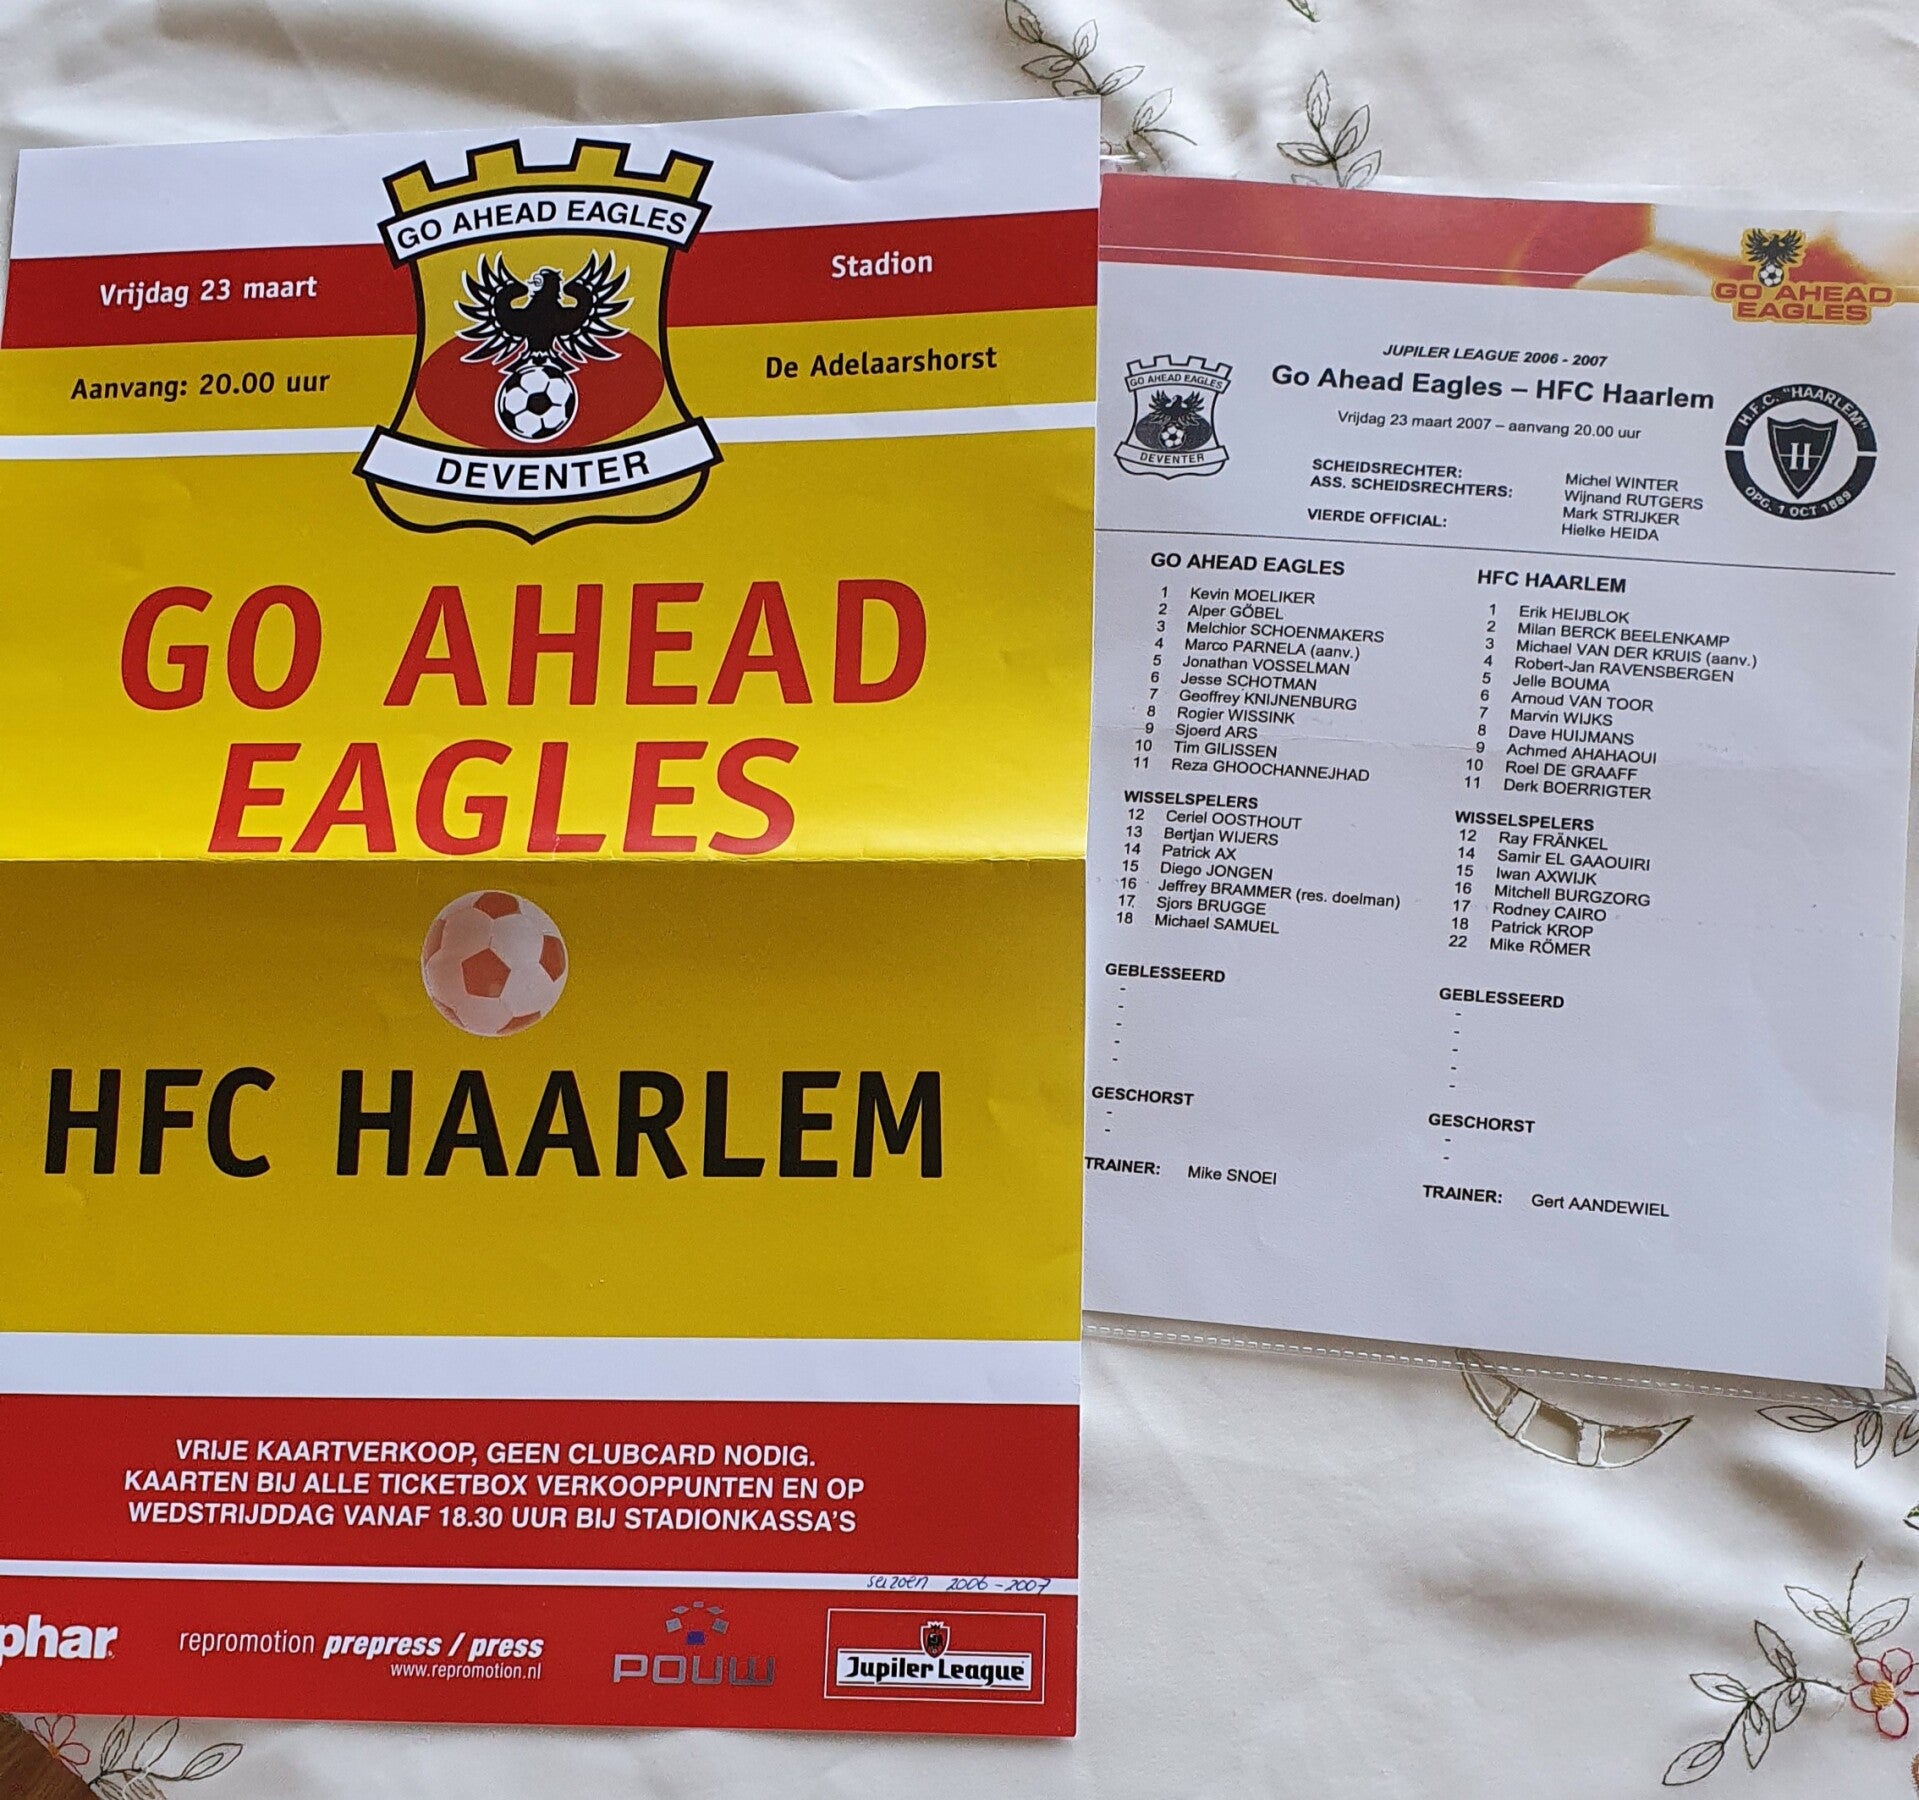 GO AHEAD EAGLES
DEVENTER
Vrijdag 23 maart
Aanvang: 20.00 uur
Stadion
De Adelaarshorst
GO AHEAD
EAGLES
HFC HAARLEM
VRIJE KAARTVERKOOP, GEEN CLUBCARD NODIG.
KAARTEN BIJ ALLE TICKETBOX VERKOOPPUNTEN EN OP
WEDSTRIJDDAG VANAF 18.30 UUR BIJ STADIONKASSA'S
seizoen 2006-2007
phar
repromotion prepress / press
www.repromotion.nl
POUW
Jupiler League
GO AHEAD
EAGLES
JUPILER LEAGUE 2006 - 2007
Go Ahead Eagles – HFC Haarlem
Vrijdag 23 maart 2007 – aanvang 20.00 uur
GO AHEAD EAGLES
DEVENTER
H.F.C. "HAARLEM"
H
OPG. 1 OCT 1889
SCHEIDSRECHTER: Michel WINTER
ASS. SCHEIDSRECHTERS: Wijnand RUTGERS
Mark STRIJKER
VIERDE OFFICIAL: Hielke HEIDA
GO AHEAD EAGLES
1 Kevin MOELIKER
2 Alper GÖBEL
3 Melchior SCHOENMAKERS
4 Marco PARNELA (aanv.)
5 Jonathan VOSSELMAN
6 Jesse SCHOTMAN
7 Geoffrey KNIJNENBURG
8 Rogier WISSINK
9 Sjoerd ARS
10 Tim GILISSEN
11 Reza GHOOCHANNEJHAD
WISSELSPELERS
12 Ceriel OOSTHOUT
13 Bertjan WIJERS
14 Patrick AX
15 Diego JONGEN
16 Jeffrey BRAMMER (res. doelman)
17 Sjors BRUGGE
18 Michael SAMUEL
GEBLESSEERD
-
-
-
-
-
GESCHORST
-
-
TRAINER: Mike SNOEI
HFC HAARLEM
1 Erik HEIJBLOK
2 Milan BERCK BEELENKAMP
3 Michael VAN DER KRUIS (aanv.)
4 Robert-Jan RAVENSBERGEN
5 Jelle BOUMA
6 Arnoud VAN TOOR
7 Marvin WIJKS
8 Dave HUIJMANS
9 Achmed AHAHAOUI
10 Roel DE GRAAFF
11 Derk BOERRIGTER
WISSELSPELERS
12 Ray FRÄNKEL
14 Samir EL GAAOUIRI
15 Iwan AXWIJK
16 Mitchell BURGZORG
17 Rodney CAIRO
18 Patrick KROP
22 Mike RÖMER
GEBLESSEERD
-
-
-
-
-
GESCHORST
-
-
TRAINER: Gert AANDEWIEL